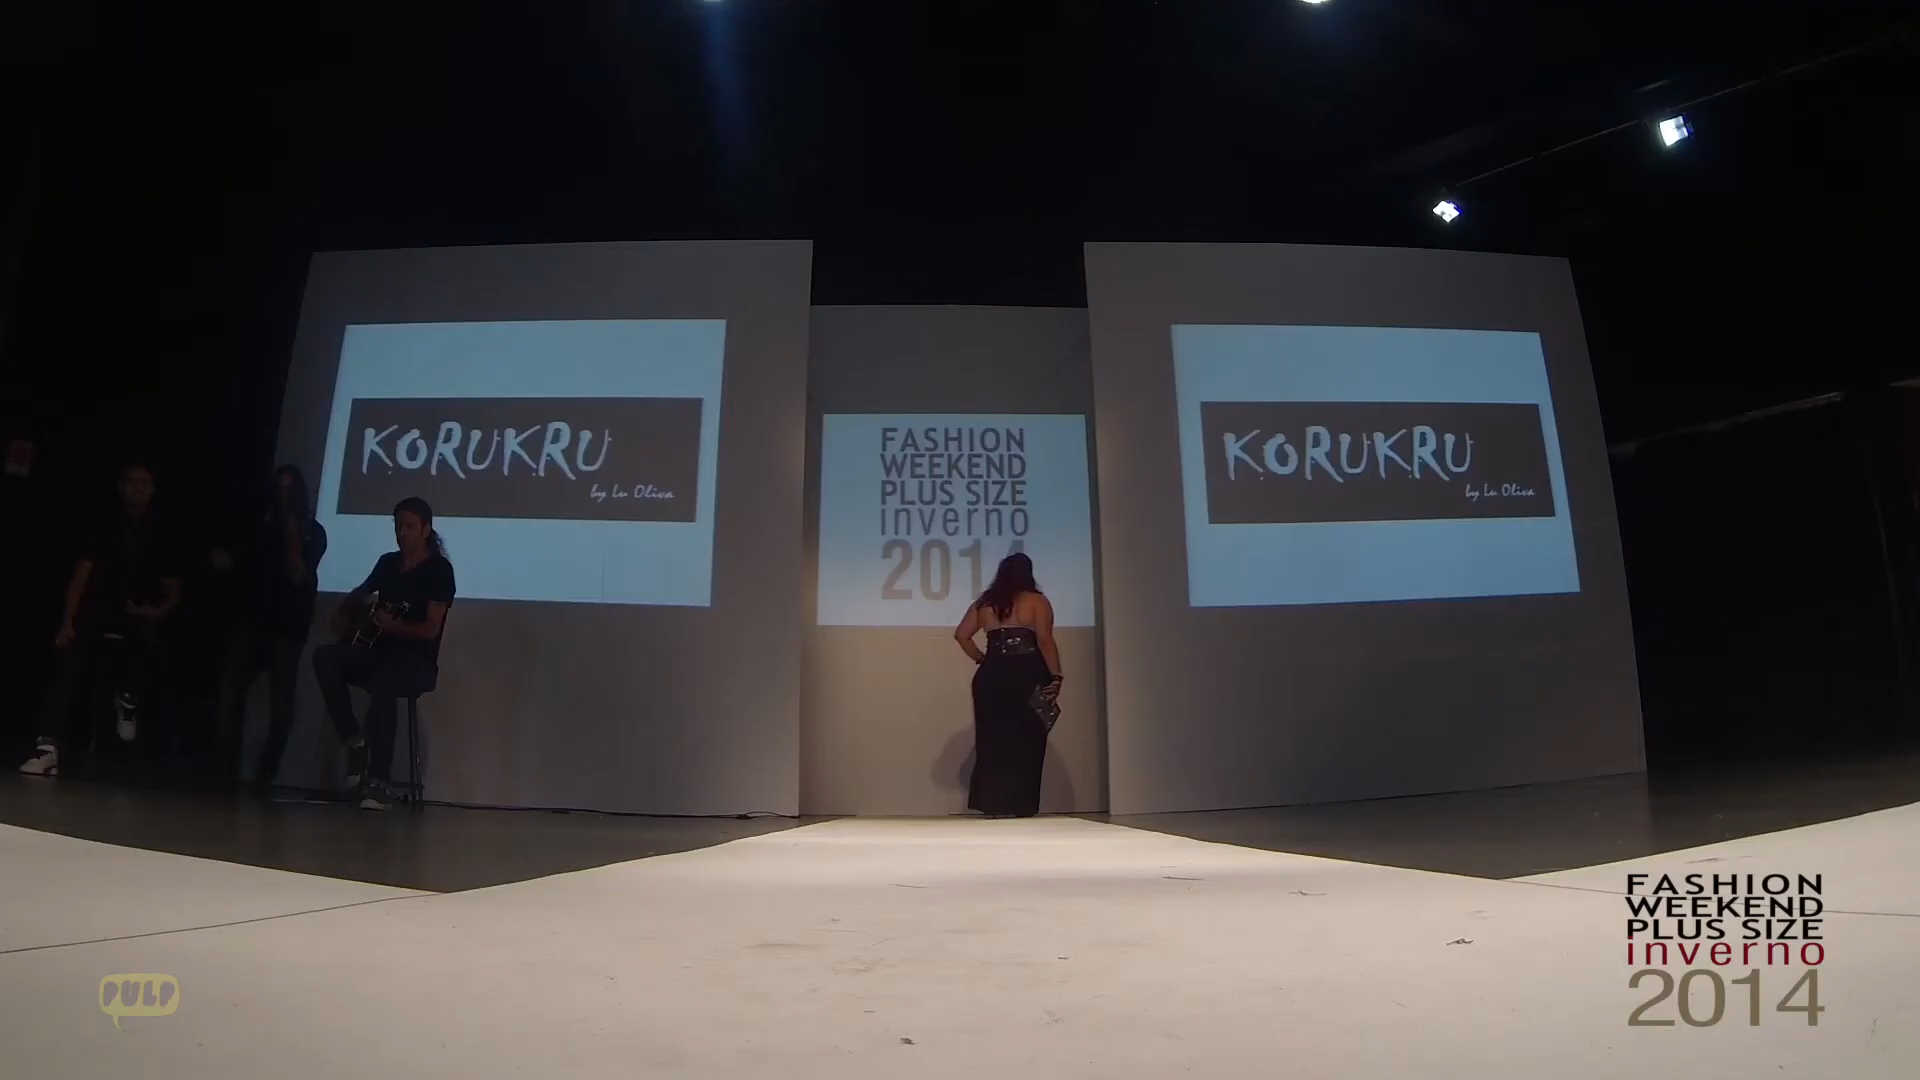 KORUKRU
by Lu Oliva
FASHION
WEEKEND
PLUS SIZE
inverno
201
KORUKRU
by Lu Oliva
FASHION
WEEKEND
PLUS SIZE
inverno
2014
PULP